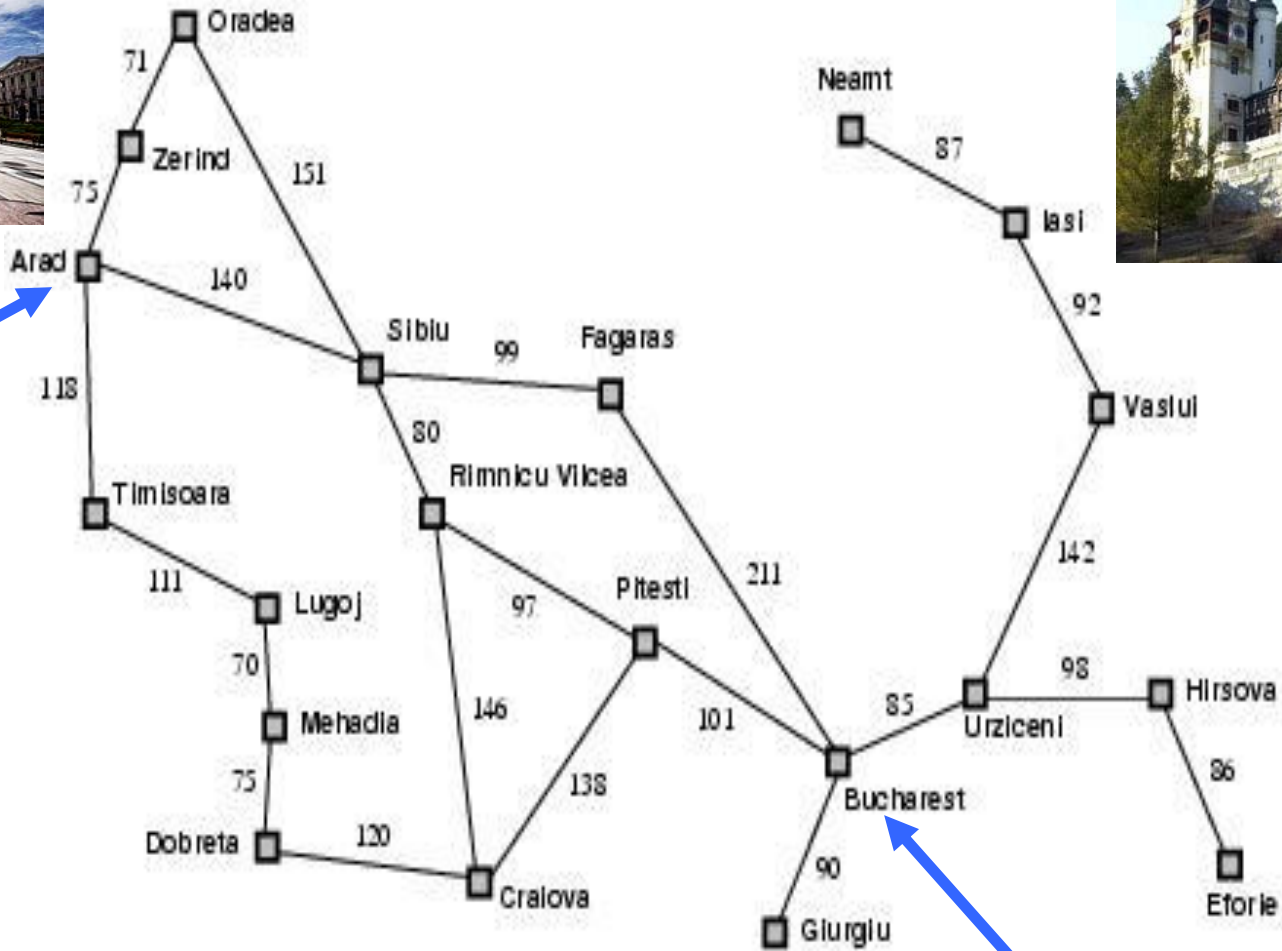 Oradea
71
Neamt
87
Zerind
151
75
Iasi
Arad
140
92
Sibiu
99
Fagaras
118
Vaslui
80
Rimnicu Vilcea
Timisoara
142
211
111
Pitesti
Lugoj
97
70
98
Hirsova
146
101
85
Mehadia
Urziceni
75
138
86
Bucharest
Dobreta
120
90
Craiova
Eforie
Giurgiu